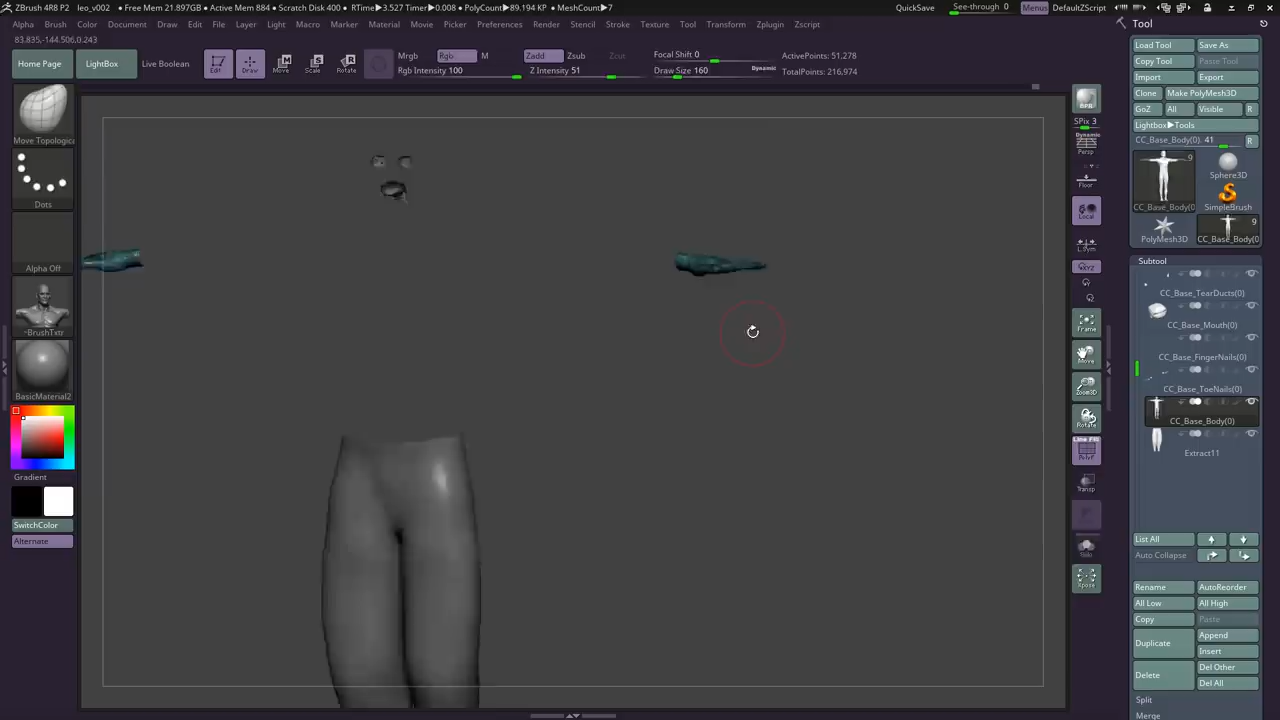 ZBrush 4R8 P2 leo_v002 • Free Mem 21.897GB • Active Mem 884 • Scratch Disk 400 • RTime▶3.527 Timer▶0.008 • PolyCount▶89.194 KP • MeshCount▶7 QuickSave See-through 0 Menus DefaultZScript
Alpha Brush Color Document Draw Edit File Layer Light Macro Marker Material Movie Picker Preferences Render Stencil Stroke Texture Tool Transform Zplugin Zscript
83.835,-144.506,0.243
Home Page
LightBox
Live Boolean
Edit
Draw
Move
Scale
Rotate
Mrgb Rgb M
Rgb Intensity 100
Zadd Zsub Zcut
Z Intensity 51
Focal Shift 0
Draw Size 160
Dynamic
ActivePoints: 51,278
TotalPoints: 216,974
Move Topologica
Dots
Alpha Off
~BrushTxtr
BasicMaterial2
Gradient
SwitchColor
Alternate
BPR
SPix 3
Dynamic
Persp
Floor
Local
L.Sym
XYZ
Frame
Move
Zoom3D
Rotate
Line Fill
PolyF
Transp
Solo
Xpose
Tool
Load Tool Save As
Copy Tool Paste Tool
Import Export
Clone Make PolyMesh3D
GoZ All Visible R
Lightbox▶Tools
CC_Base_Body(0). 41 R
9
CC_Base_Body(0
Sphere3D
SimpleBrush
PolyMesh3D
9
CC_Base_Body(0
Subtool
CC_Base_TearDucts(0)
CC_Base_Mouth(0)
CC_Base_FingerNails(0)
CC_Base_ToeNails(0)
CC_Base_Body(0)
Extract11
List All
Auto Collapse
Rename AutoReorder
All Low All High
Copy Paste
Duplicate
Append
Insert
Delete
Del Other
Del All
Split
Merge